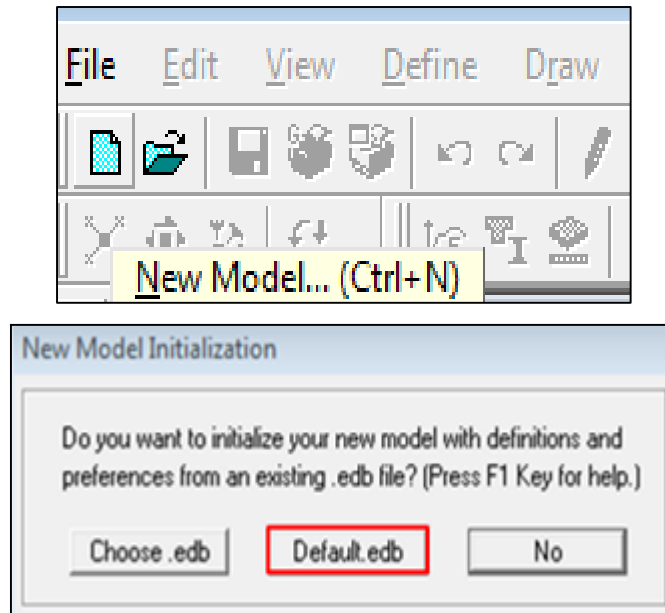 File Edit View Define Draw
New Model... (Ctrl+N)
New Model Initialization
Do you want to initialize your new model with definitions and
preferences from an existing .edb file? (Press F1 Key for help.)
Choose .edb Default.edb No